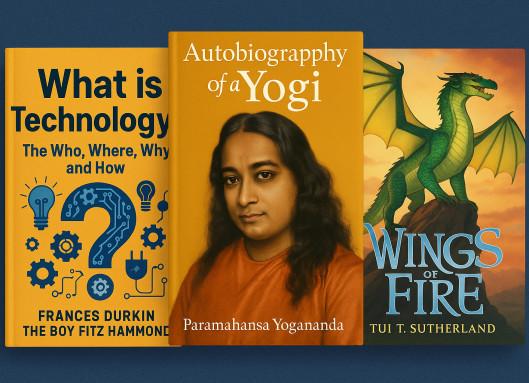 What is
Technology
The Who, Where, Why
and How
FRANCES DURKIN
THE BOY FITZ HAMMOND
Autobiograpphy
of a Yogi
Paramahansa Yogananda
WINGS
OF
FIRE
TUI T. SUTHERLAND